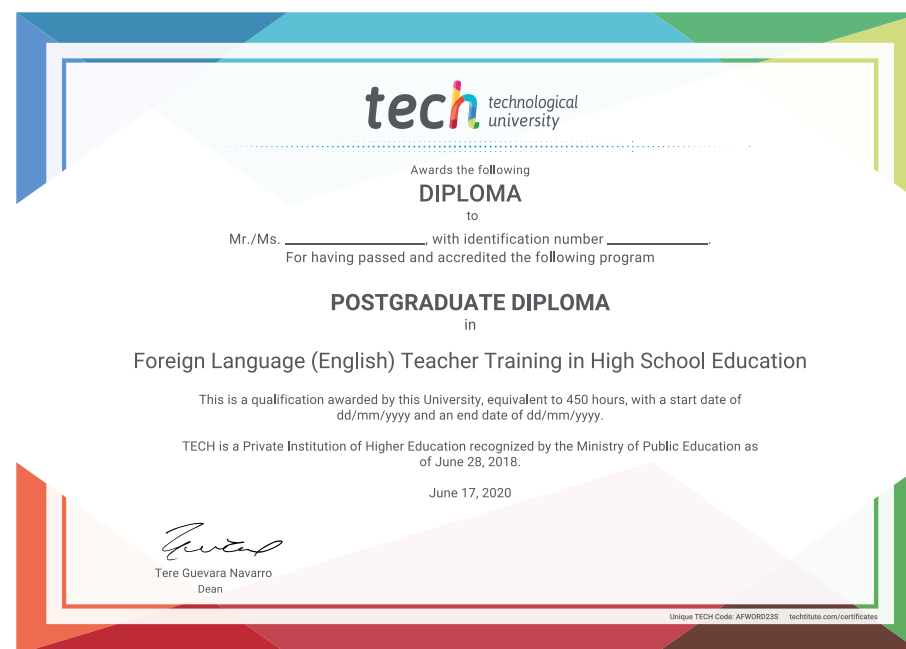 tech technological
university
Awards the following
DIPLOMA
to
Mr./Ms. ____________________, with identification number ______________.
For having passed and accredited the following program
POSTGRADUATE DIPLOMA
in
Foreign Language (English) Teacher Training in High School Education
This is a qualification awarded by this University, equivalent to 450 hours, with a start date of
dd/mm/yyyy and an end date of dd/mm/yyyy.
TECH is a Private Institution of Higher Education recognized by the Ministry of Public Education as
of June 28, 2018.
June 17, 2020
Tere Guevara Navarro
Dean
Unique TECH Code: AFWORD23S techtitute.com/certificates